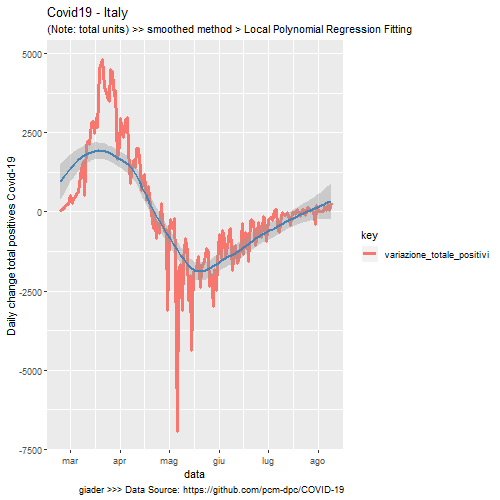 Covid19 - Italy
(Note: total units) >> smoothed method > Local Polynomial Regression Fitting
Daily change total positives Covid-19
5000
2500
0
-2500
-5000
-7500
mar apr mag giu lug ago
data
key
variazione_totale_positivi
giader >>> Data Source: https://github.com/pcm-dpc/COVID-19